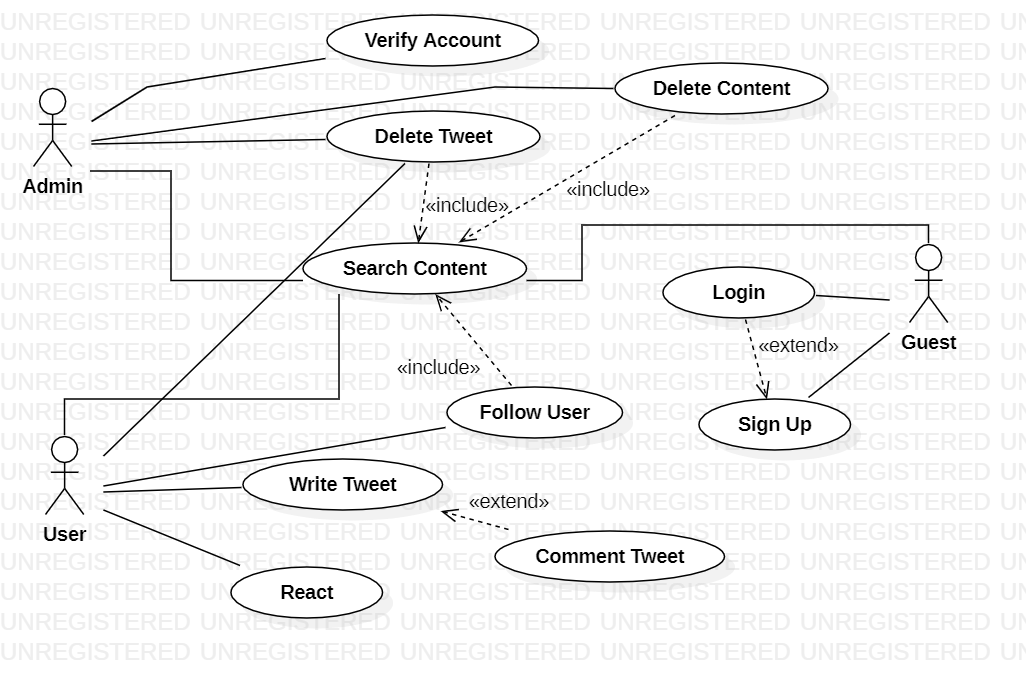 Verify Account
Delete Content
Delete Tweet
Admin
«include»
«include»
Search Content
Login
Guest
«extend»
«include»
Follow User
Sign Up
Write Tweet
«extend»
User
Comment Tweet
React
UNREGISTERED UNREGISTERED UNREGISTERED UNREGISTERED UNREGISTERED